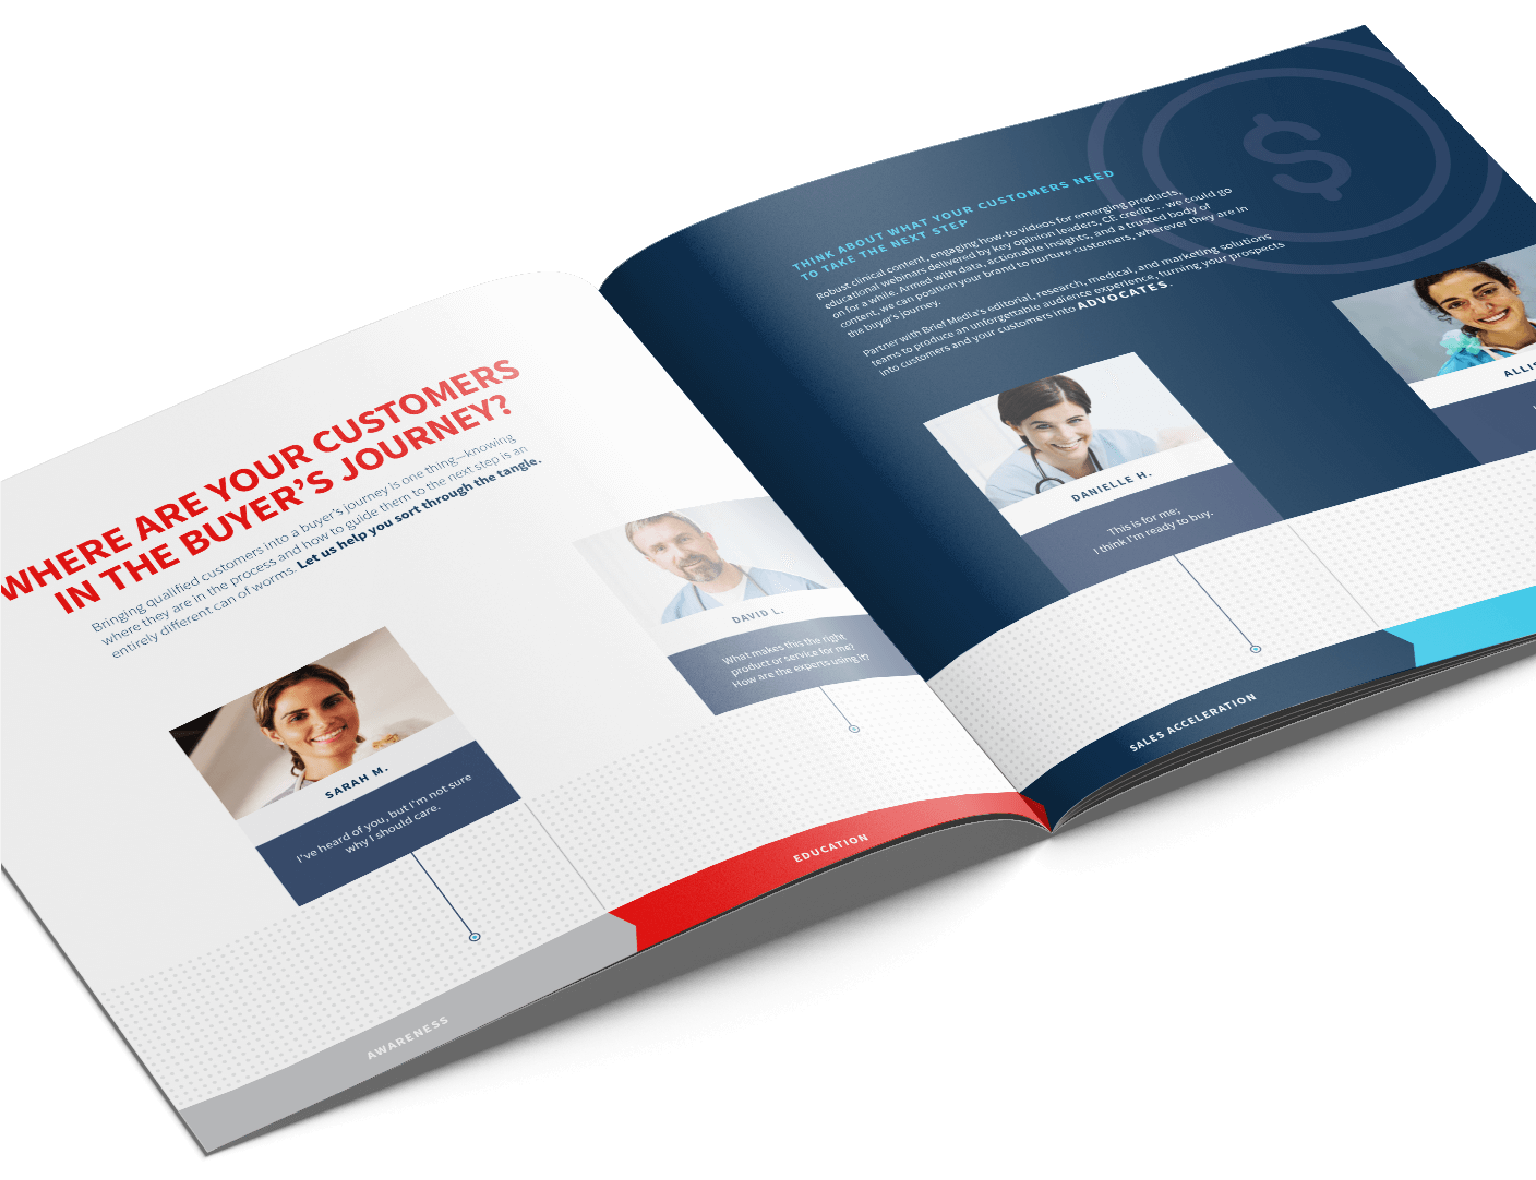 WHERE ARE YOUR CUSTOMERS
IN THE BUYER'S JOURNEY?
Bringing qualified customers into a buyer's journey is one thing—knowing
where they are in the process and how to guide them to the next step is an
entirely different can of worms. Let us help you sort through the tangle.
SARAH M.
I've heard of you, but I'm not sure
why I should care.
DAVID L.
What makes this the right
product or service for me?
How are the experts using it?
AWARENESS
EDUCATION
THINK ABOUT WHAT YOUR CUSTOMERS NEED
TO TAKE THE NEXT STEP
Robust clinical content, engaging how-to videos for emerging products,
educational webinars delivered by key opinion leaders, CE credit... we could go
on for a while. Armed with data, actionable insights, and a trusted body of
content, we can position your brand to nurture customers, wherever they are in
the buyer's journey.
Partner with Brief Media's editorial, research, medical, and marketing solutions
teams to produce an unforgettable audience experience, turning your prospects
into customers and your customers into ADVOCATES.
$
DANIELLE H.
This is for me;
I think I'm ready to buy.
SALES ACCELERATION